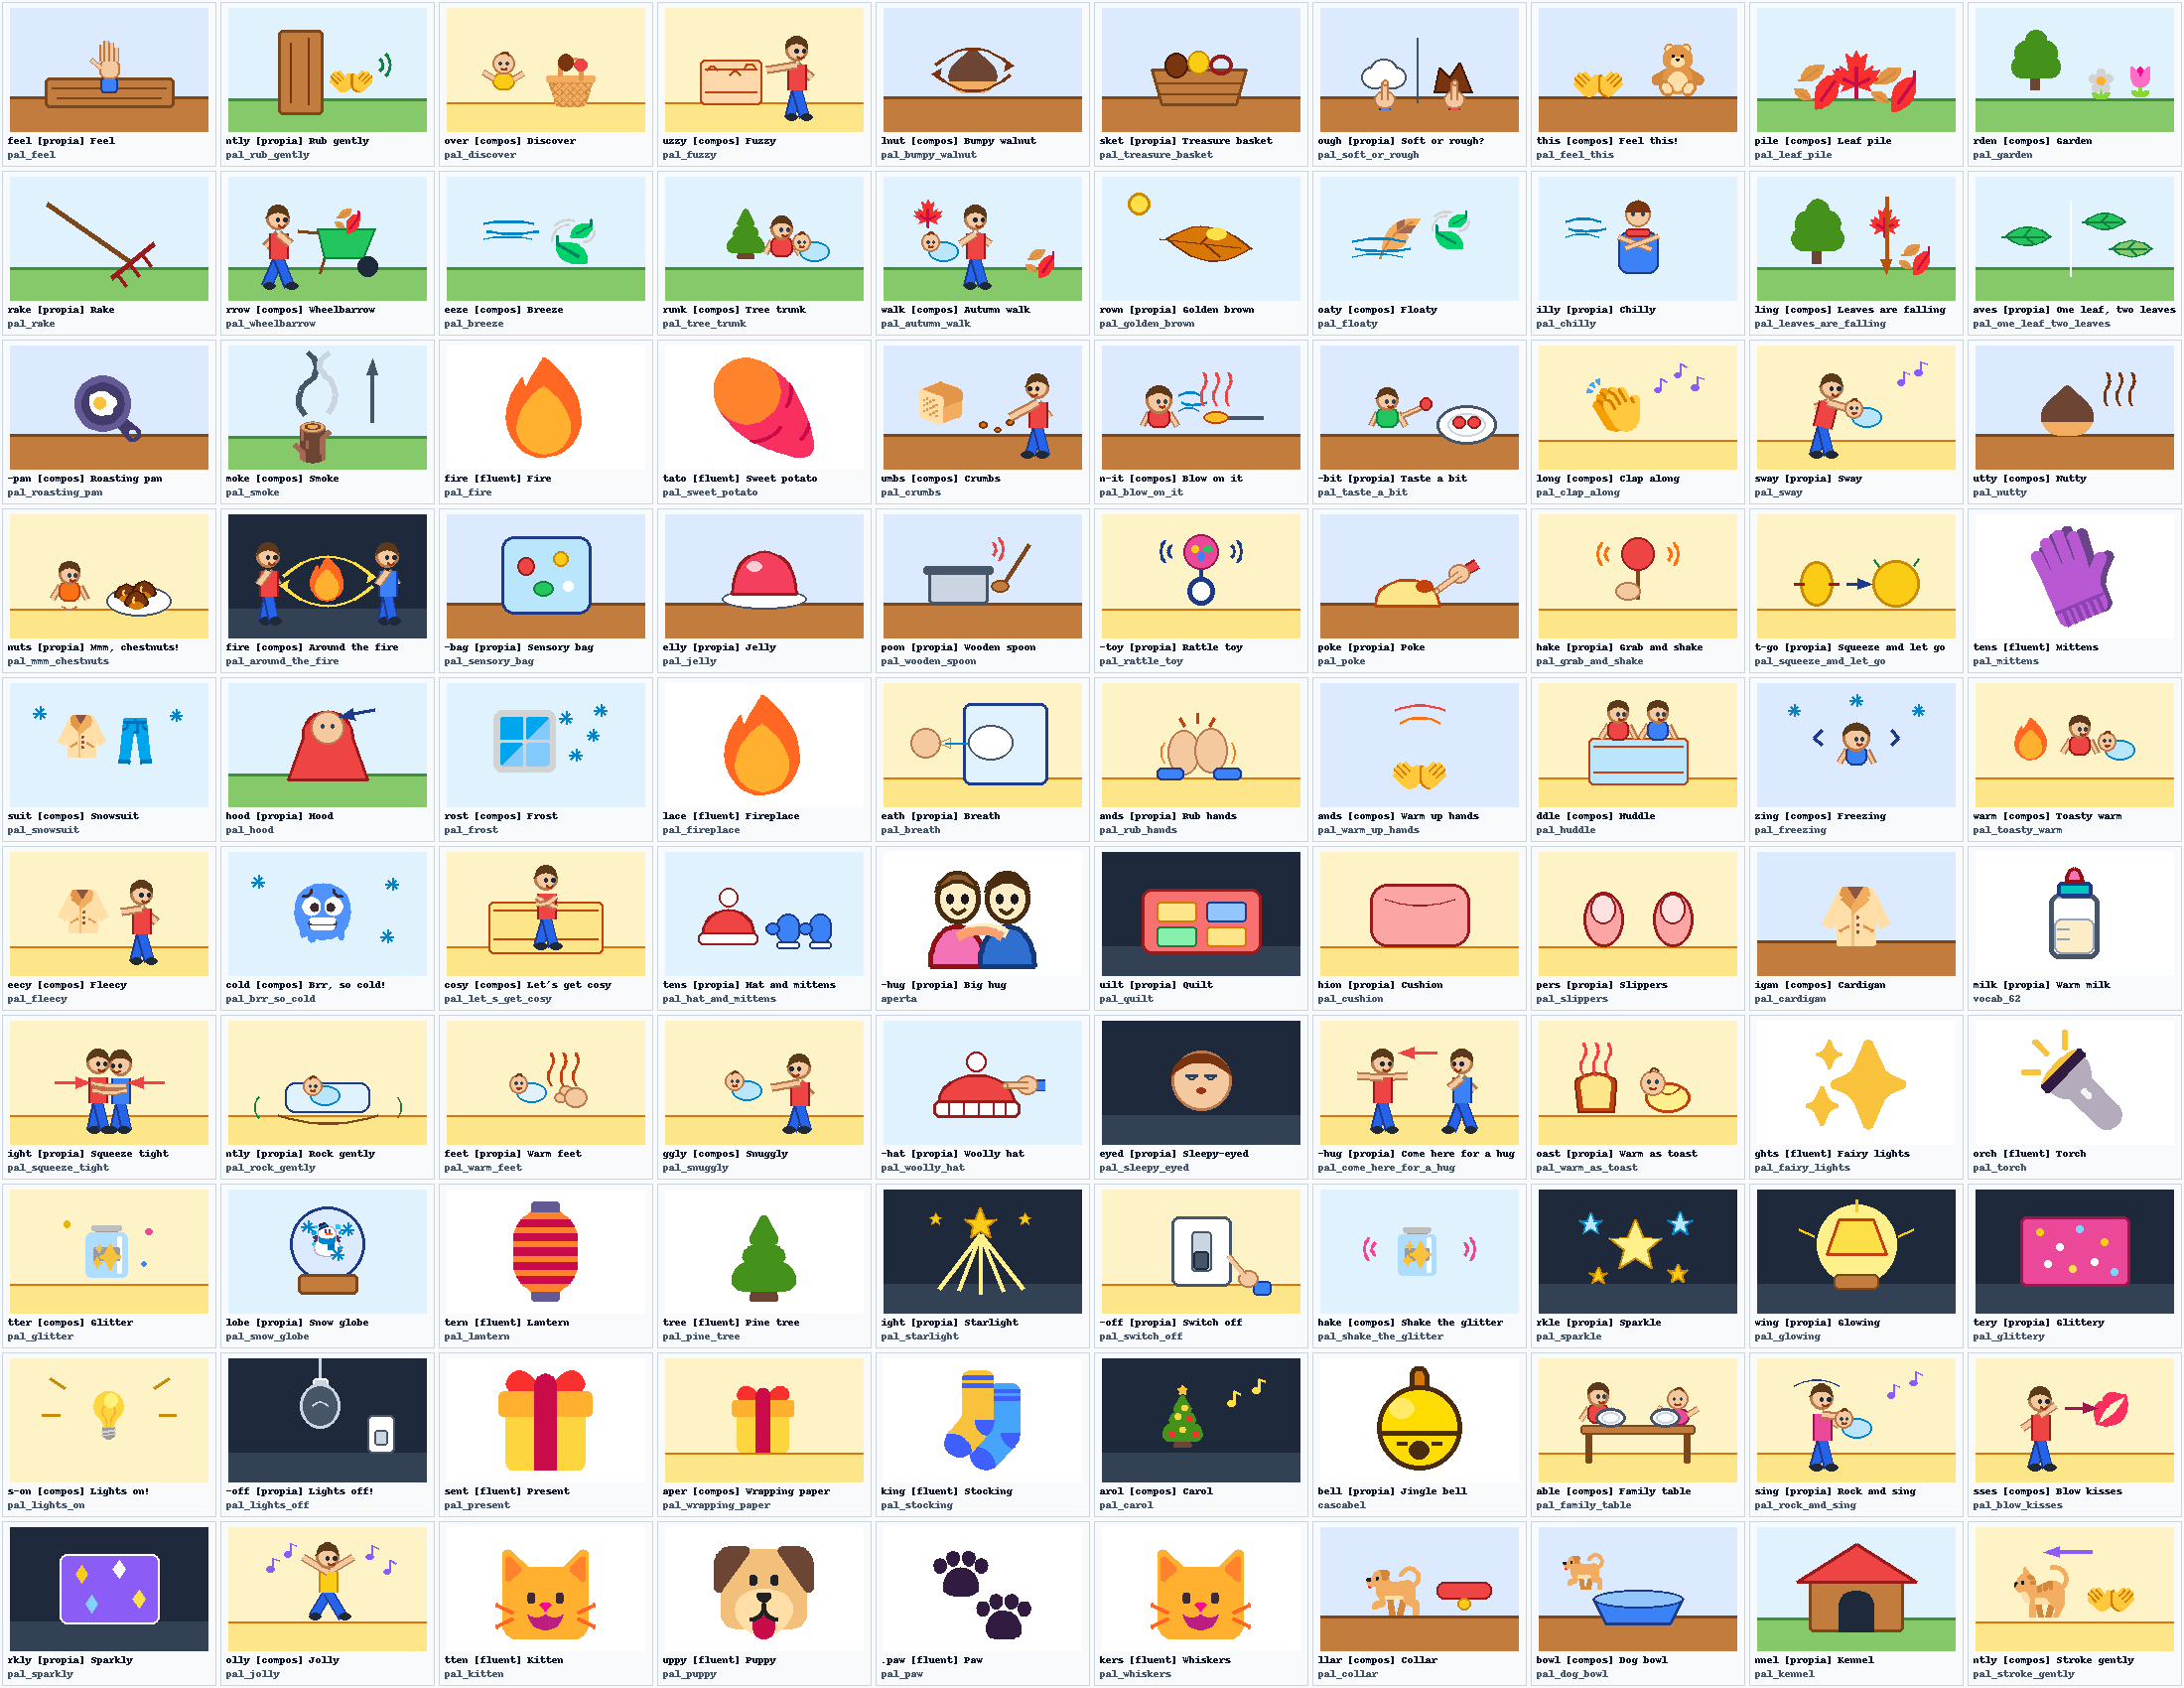 feel [propia] Feel
pal_feel
ntly [propia] Rub gently
pal_rub_gently
over [compos] Discover
pal_discover
uzzy [compos] Fuzzy
pal_fuzzy
lnut [compos] Bumpy walnut
pal_bumpy_walnut
sket [propia] Treasure basket
pal_treasure_basket
ough [propia] Soft or rough?
pal_soft_or_rough
this [compos] Feel this!
pal_feel_this
pile [compos] Leaf pile
pal_leaf_pile
rden [compos] Garden
pal_garden
rake [propia] Rake
pal_rake
rrow [compos] Wheelbarrow
pal_wheelbarrow
eeze [compos] Breeze
pal_breeze
runk [compos] Tree trunk
pal_tree_trunk
walk [compos] Autumn walk
pal_autumn_walk
rown [propia] Golden brown
pal_golden_brown
oaty [compos] Floaty
pal_floaty
illy [propia] Chilly
pal_chilly
ling [compos] Leaves are falling
pal_leaves_are_falling
aves [propia] One leaf, two leaves
pal_one_leaf_two_leaves
-pan [compos] Roasting pan
pal_roasting_pan
moke [compos] Smoke
pal_smoke
fire [fluent] Fire
pal_fire
tato [fluent] Sweet potato
pal_sweet_potato
umbs [compos] Crumbs
pal_crumbs
n-it [compos] Blow on it
pal_blow_on_it
-bit [propia] Taste a bit
pal_taste_a_bit
long [compos] Clap along
pal_clap_along
sway [propia] Sway
pal_sway
utty [compos] Nutty
pal_nutty
nuts [propia] Mmm, chestnuts!
pal_mmm_chestnuts
fire [compos] Around the fire
pal_around_the_fire
-bag [propia] Sensory bag
pal_sensory_bag
elly [propia] Jelly
pal_jelly
poon [propia] Wooden spoon
pal_wooden_spoon
-toy [propia] Rattle toy
pal_rattle_toy
poke [propia] Poke
pal_poke
hake [propia] Grab and shake
pal_grab_and_shake
t-go [propia] Squeeze and let go
pal_squeeze_and_let_go
tens [fluent] Mittens
pal_mittens
suit [compos] Snowsuit
pal_snowsuit
hood [propia] Hood
pal_hood
rost [compos] Frost
pal_frost
lace [fluent] Fireplace
pal_fireplace
eath [propia] Breath
pal_breath
ands [propia] Rub hands
pal_rub_hands
ands [compos] Warm up hands
pal_warm_up_hands
ddle [compos] Huddle
pal_huddle
zing [compos] Freezing
pal_freezing
warm [compos] Toasty warm
pal_toasty_warm
eecy [compos] Fleecy
pal_fleecy
cold [compos] Brr, so cold!
pal_brr_so_cold
cosy [compos] Let's get cosy
pal_let_s_get_cosy
tens [propia] Hat and mittens
pal_hat_and_mittens
-hug [propia] Big hug
aperta
uilt [propia] Quilt
pal_quilt
hion [propia] Cushion
pal_cushion
pers [propia] Slippers
pal_slippers
igan [compos] Cardigan
pal_cardigan
milk [propia] Warm milk
vocab_62
ight [propia] Squeeze tight
pal_squeeze_tight
ntly [propia] Rock gently
pal_rock_gently
feet [propia] Warm feet
pal_warm_feet
ggly [compos] Snuggly
pal_snuggly
-hat [propia] Woolly hat
pal_woolly_hat
eyed [propia] Sleepy-eyed
pal_sleepy_eyed
-hug [propia] Come here for a hug
pal_come_here_for_a_hug
oast [propia] Warm as toast
pal_warm_as_toast
ghts [fluent] Fairy lights
pal_fairy_lights
orch [fluent] Torch
pal_torch
tter [compos] Glitter
pal_glitter
lobe [propia] Snow globe
pal_snow_globe
tern [fluent] Lantern
pal_lantern
tree [fluent] Pine tree
pal_pine_tree
ight [propia] Starlight
pal_starlight
-off [propia] Switch off
pal_switch_off
hake [compos] Shake the glitter
pal_shake_the_glitter
rkle [propia] Sparkle
pal_sparkle
wing [propia] Glowing
pal_glowing
tery [propia] Glittery
pal_glittery
s-on [compos] Lights on!
pal_lights_on
-off [propia] Lights off!
pal_lights_off
sent [fluent] Present
pal_present
aper [compos] Wrapping paper
pal_wrapping_paper
king [fluent] Stocking
pal_stocking
arol [compos] Carol
pal_carol
bell [propia] Jingle bell
cascabel
able [compos] Family table
pal_family_table
sing [propia] Rock and sing
pal_rock_and_sing
sses [compos] Blow kisses
pal_blow_kisses
rkly [propia] Sparkly
pal_sparkly
olly [compos] Jolly
pal_jolly
tten [fluent] Kitten
pal_kitten
uppy [fluent] Puppy
pal_puppy
.paw [fluent] Paw
pal_paw
kers [fluent] Whiskers
pal_whiskers
llar [compos] Collar
pal_collar
bowl [compos] Dog bowl
pal_dog_bowl
nnel [propia] Kennel
pal_kennel
ntly [compos] Stroke gently
pal_stroke_gently